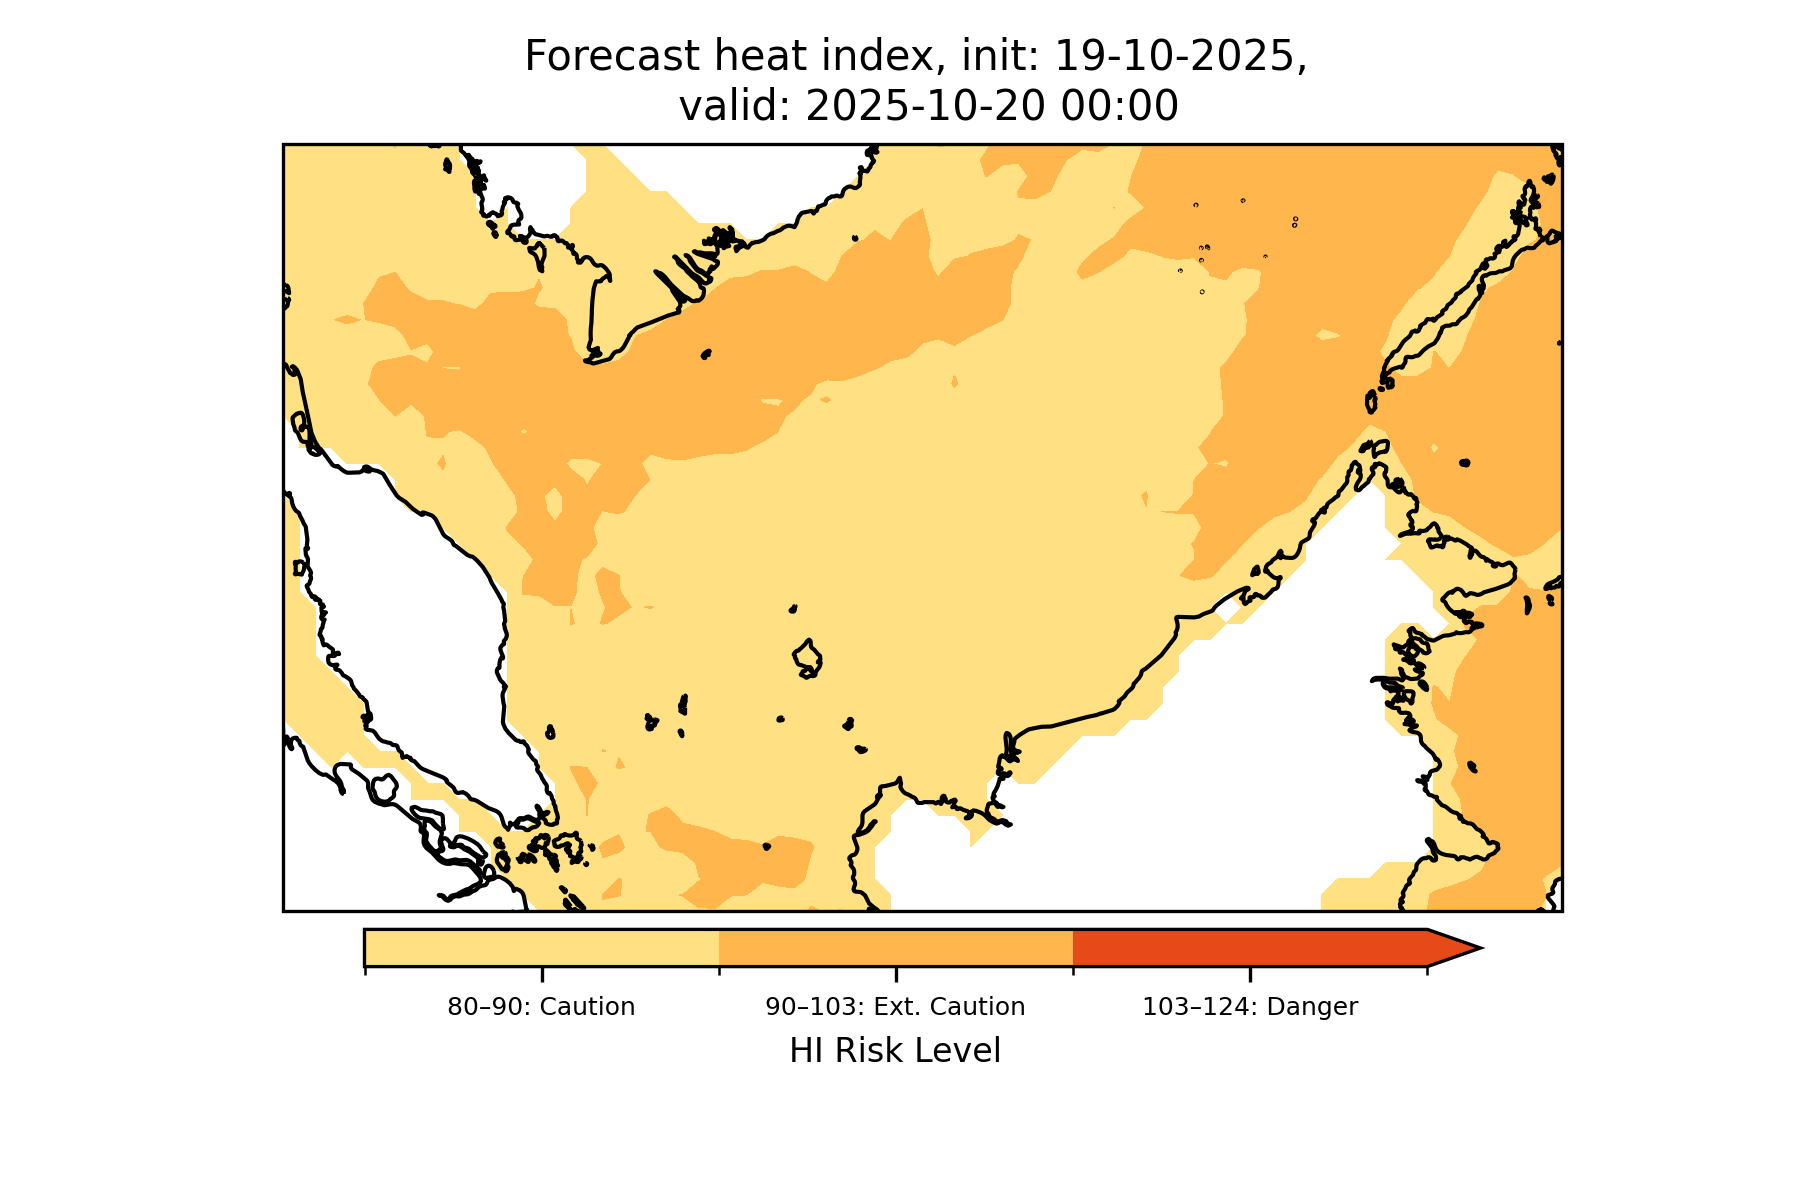 Forecast heat index, init: 19-10-2025,
valid: 2025-10-20 00:00
80–90: Caution
90–103: Ext. Caution
103–124: Danger
HI Risk Level